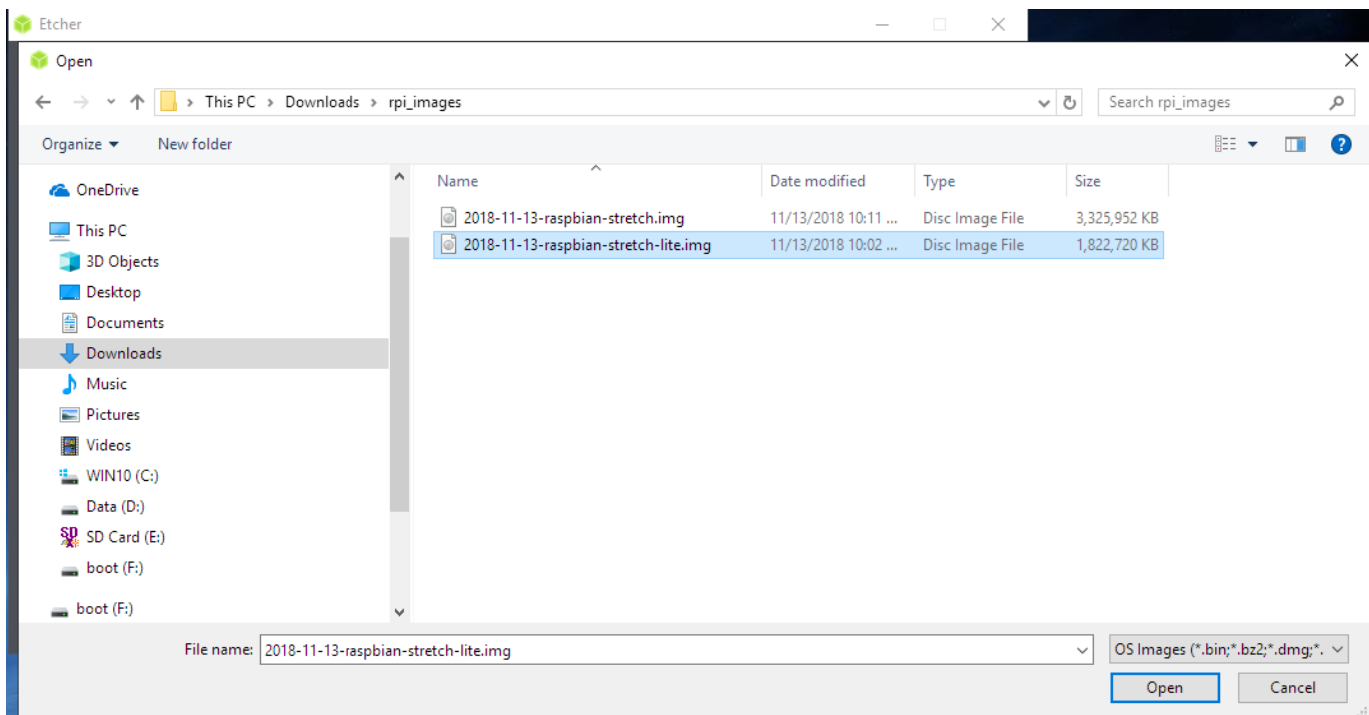 Etcher
Open
This PC > Downloads > rpi_images
Search rpi_images
Organize New folder
Name Date modified Type Size
2018-11-13-raspbian-stretch.img 11/13/2018 10:11 ... Disc Image File 3,325,952 KB
2018-11-13-raspbian-stretch-lite.img 11/13/2018 10:02 ... Disc Image File 1,822,720 KB
OneDrive
This PC
3D Objects
Desktop
Documents
Downloads
Music
Pictures
Videos
WIN10 (C:)
Data (D:)
SD Card (E:)
boot (F:)
boot (F:)
File name: 2018-11-13-raspbian-stretch-lite.img
OS Images (*.bin;*.bz2;*.dmg;*.
Open Cancel